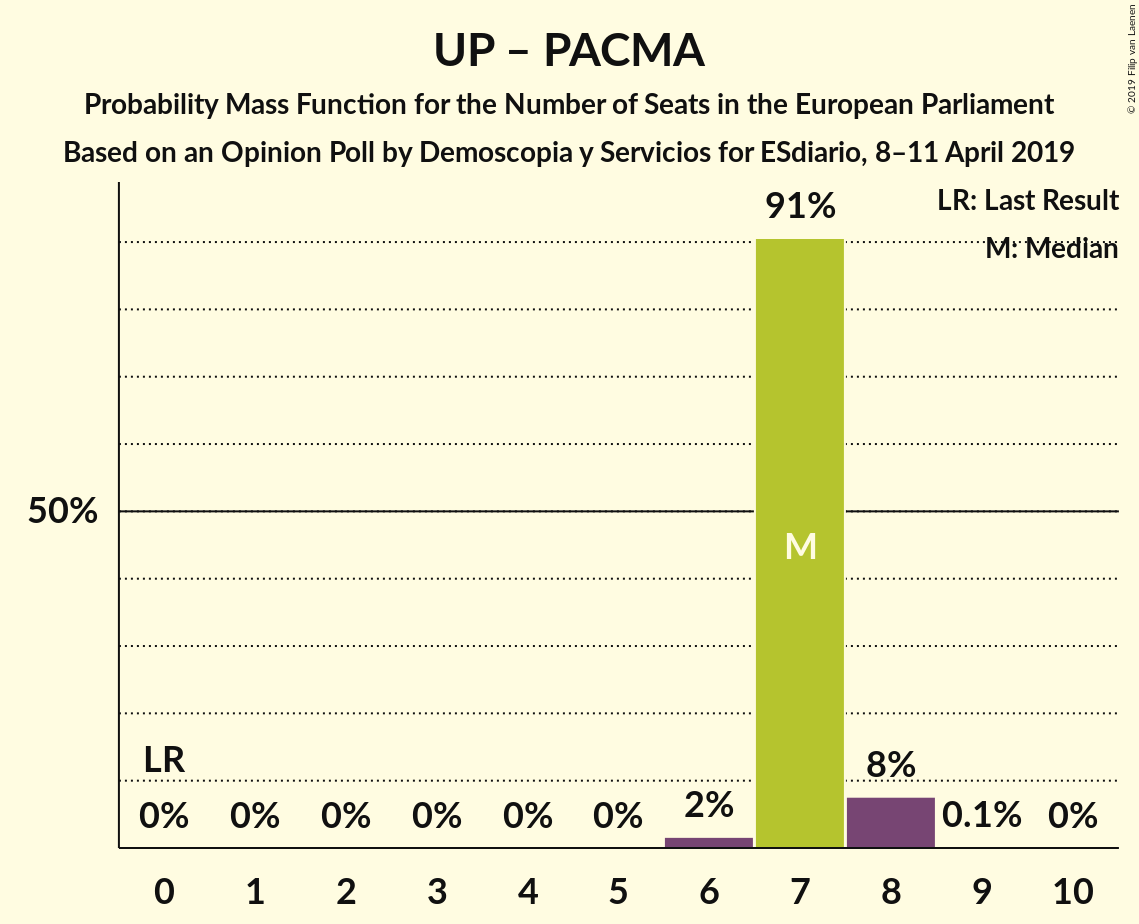 UP – PACMA
Probability Mass Function for the Number of Seats in the European Parliament
Based on an Opinion Poll by Demoscopia y Servicios for ESdiario, 8–11 April 2019
© 2019 Filip van Laenen
LR: Last Result
M: Median
91%
50%
M
LR
0%
0%
0%
0%
0%
0%
2%
8%
0.1%
0%
0 1 2 3 4 5 6 7 8 9 10